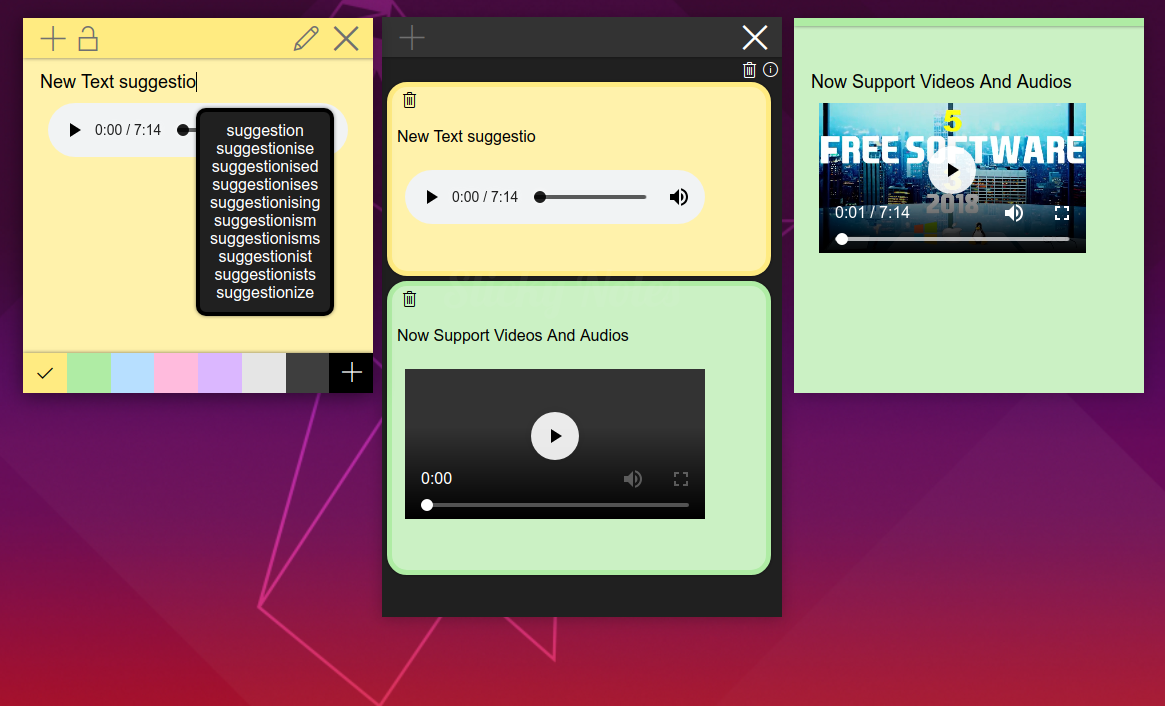 New Text suggestio
0:00 / 7:14
suggestion
suggestionise
suggestionised
suggestionises
suggestionising
suggestionism
suggestionisms
suggestionist
suggestionists
suggestionize
New Text suggestio
0:00 / 7:14
Now Support Videos And Audios
0:00
Now Support Videos And Audios
5
FREE SOFTWARE
2018
0:01 / 7:14